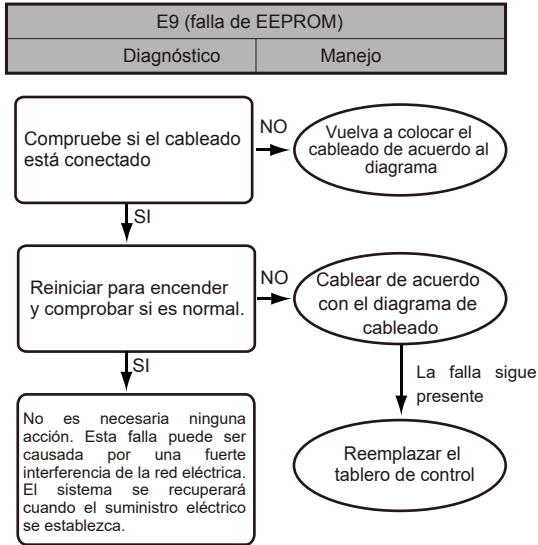 E9 (falla de EEPROM)
Diagnóstico Manejo
Compruebe si el cableado
está conectado
NO
Vuelva a colocar el
cableado de acuerdo al
diagrama
SI
Reiniciar para encender
y comprobar si es normal.
NO
Cablear de acuerdo
con el diagrama de
cableado
SI
La falla sigue
presente
No es necesaria ninguna
acción. Esta falla puede ser
causada por una fuerte
interferencia de la red eléctrica.
El sistema se recuperará
cuando el suministro eléctrico
se establezca.
Reemplazar el
tablero de control